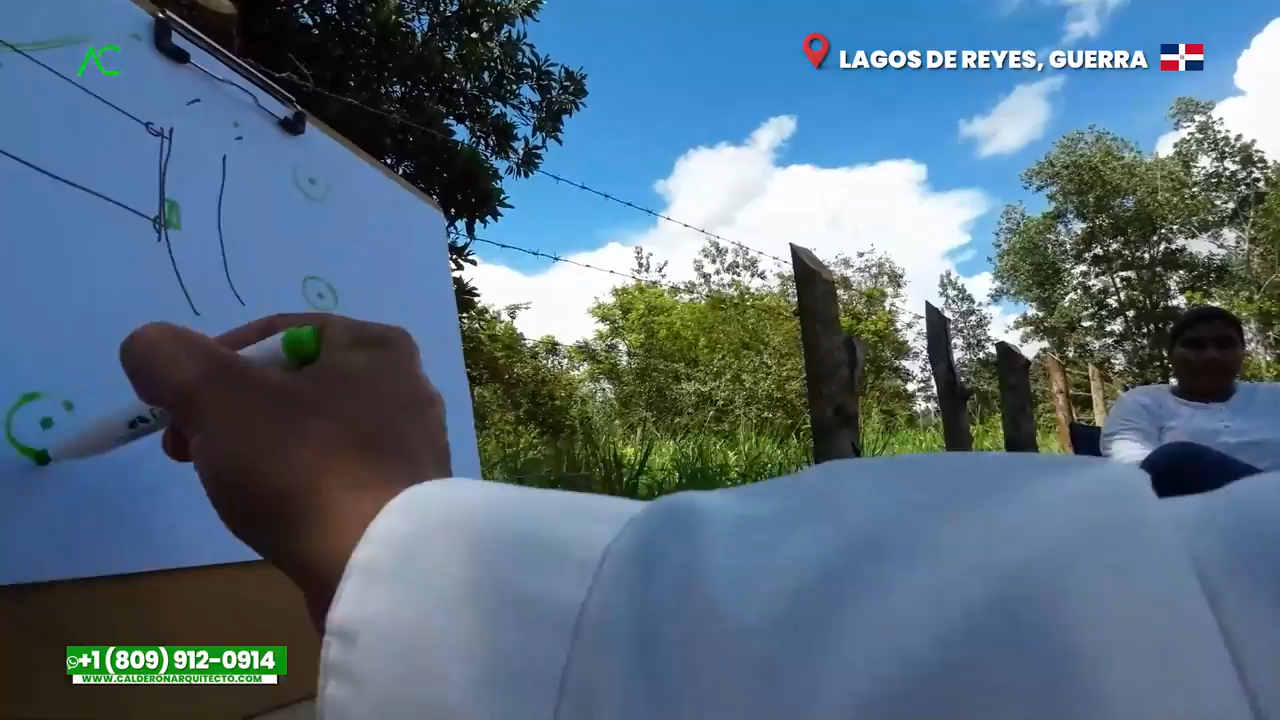 AC
LAGOS DE REYES, GUERRA
+1 (809) 912-0914
WWW.CALDERONARQUITECTO.COM